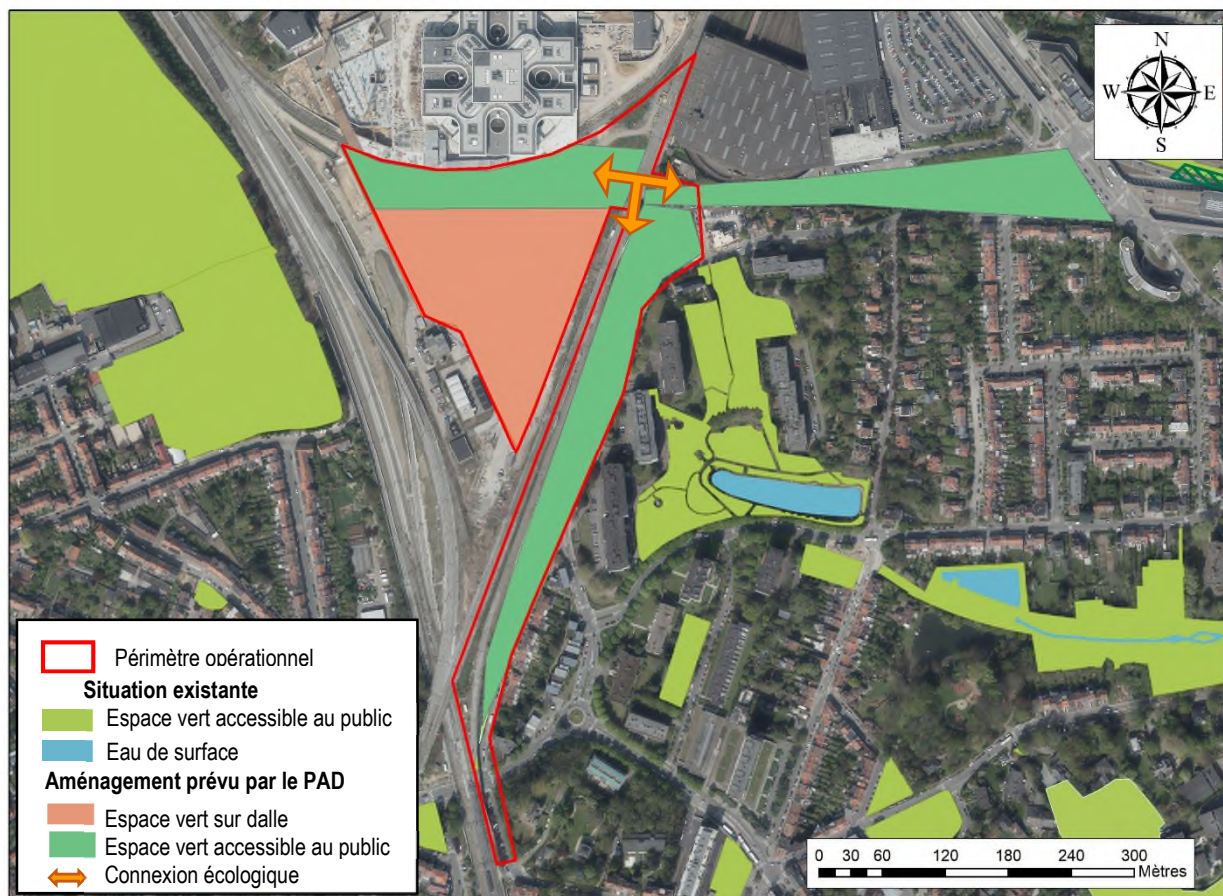 N
W E
S
Périmètre opérationnel
Situation existante
Espace vert accessible au public
Eau de surface
Aménagement prévu par le PAD
Espace vert sur dalle
Espace vert accessible au public
Connexion écologique
0 30 60 120 180 240 300
Mètres